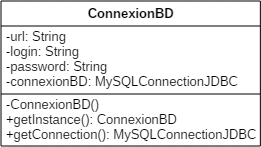 ConnexionBD
-url: String
-login: String
-password: String
-connexionBD: MySQLConnectionJDBC
-ConnexionBD()
+getInstance(): ConnexionBD
+getConnection(): MySQLConnectionJDBC